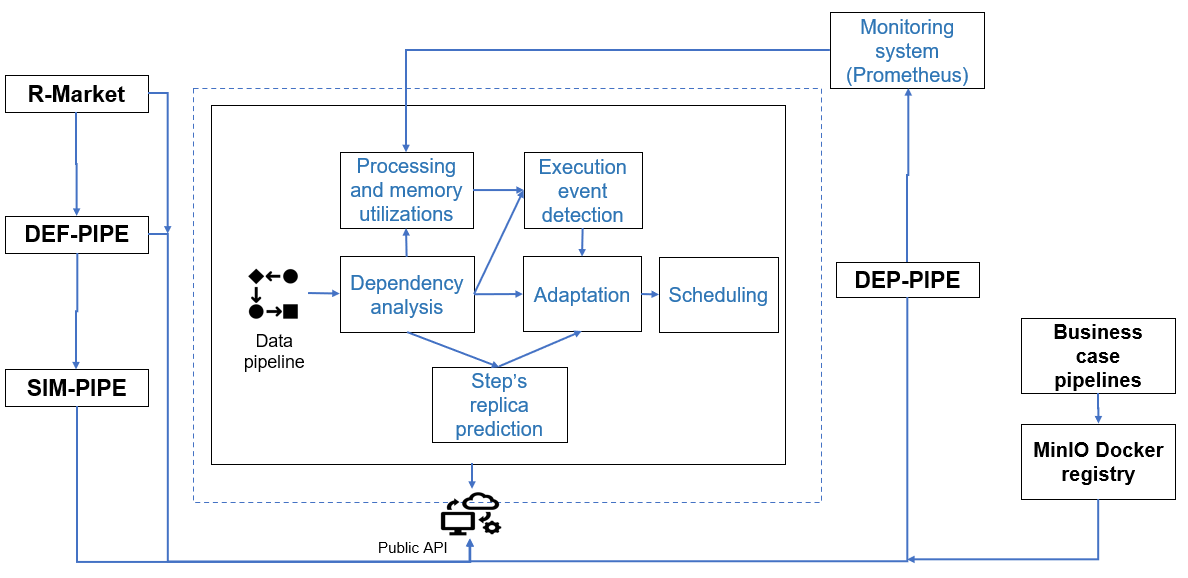 Monitoring
system
(Prometheus)
R-Market
Processing
and memory
utilizations
Execution
event
detection
DEF-PIPE
Dependency
analysis
Adaptation
Scheduling
DEP-PIPE
Data
pipeline
Business
case
pipelines
SIM-PIPE
Step's
replica
prediction
MinIO Docker
registry
Public API